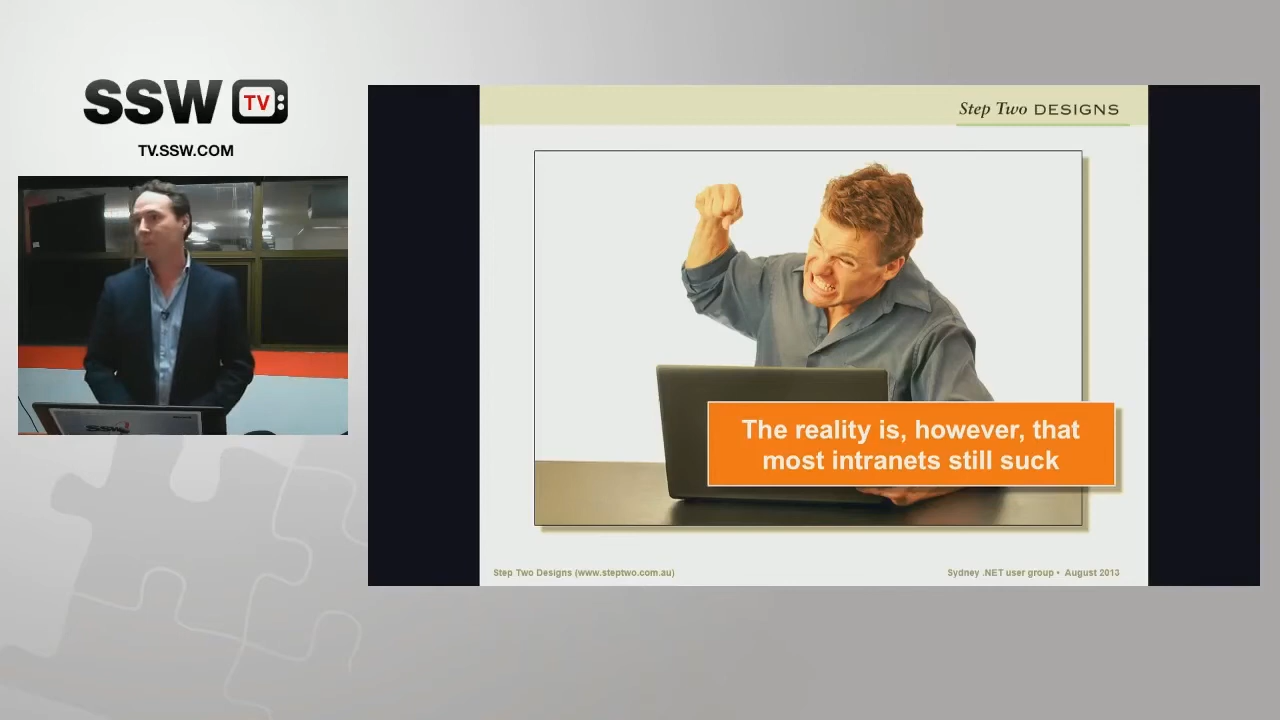 SSW TV
TV.SSW.COM
SSW
Step Two DESIGNS
The reality is, however, that
most intranets still suck
Step Two Designs (www.steptwo.com.au)
Sydney .NET user group • August 2013